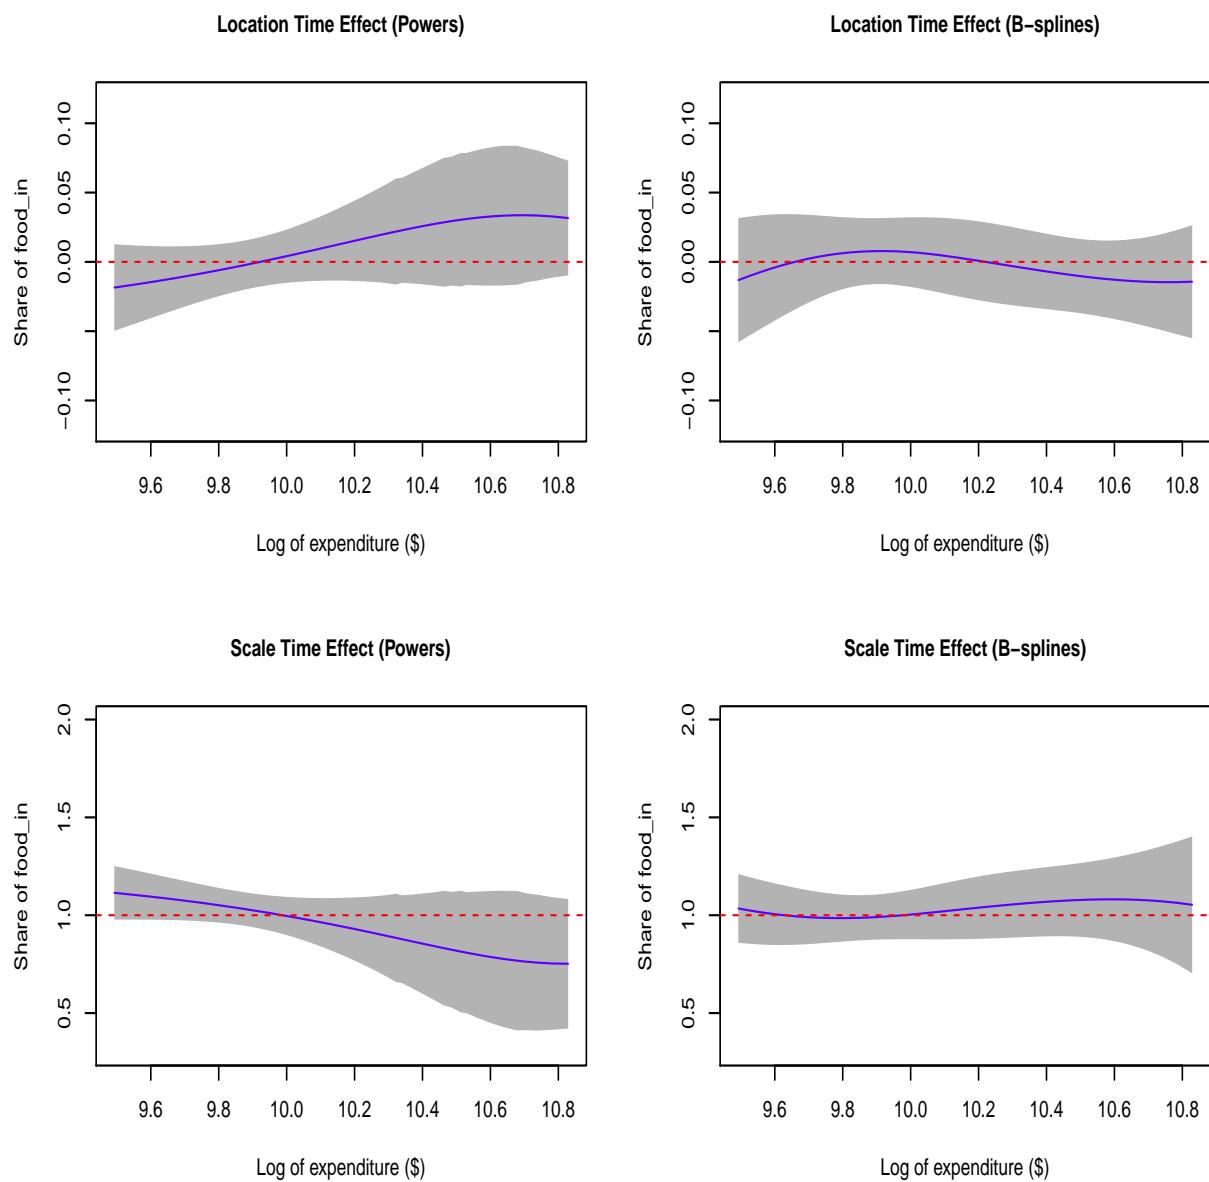 Location Time Effect (Powers)
Share of food_in
0.10
0.05
0.00
−0.10
9.6 9.8 10.0 10.2 10.4 10.6 10.8
Log of expenditure ($)
Location Time Effect (B−splines)
Share of food_in
0.10
0.05
0.00
−0.10
9.6 9.8 10.0 10.2 10.4 10.6 10.8
Log of expenditure ($)
Scale Time Effect (Powers)
Share of food_in
2.0
1.5
1.0
0.5
9.6 9.8 10.0 10.2 10.4 10.6 10.8
Log of expenditure ($)
Scale Time Effect (B−splines)
Share of food_in
2.0
1.5
1.0
0.5
9.6 9.8 10.0 10.2 10.4 10.6 10.8
Log of expenditure ($)